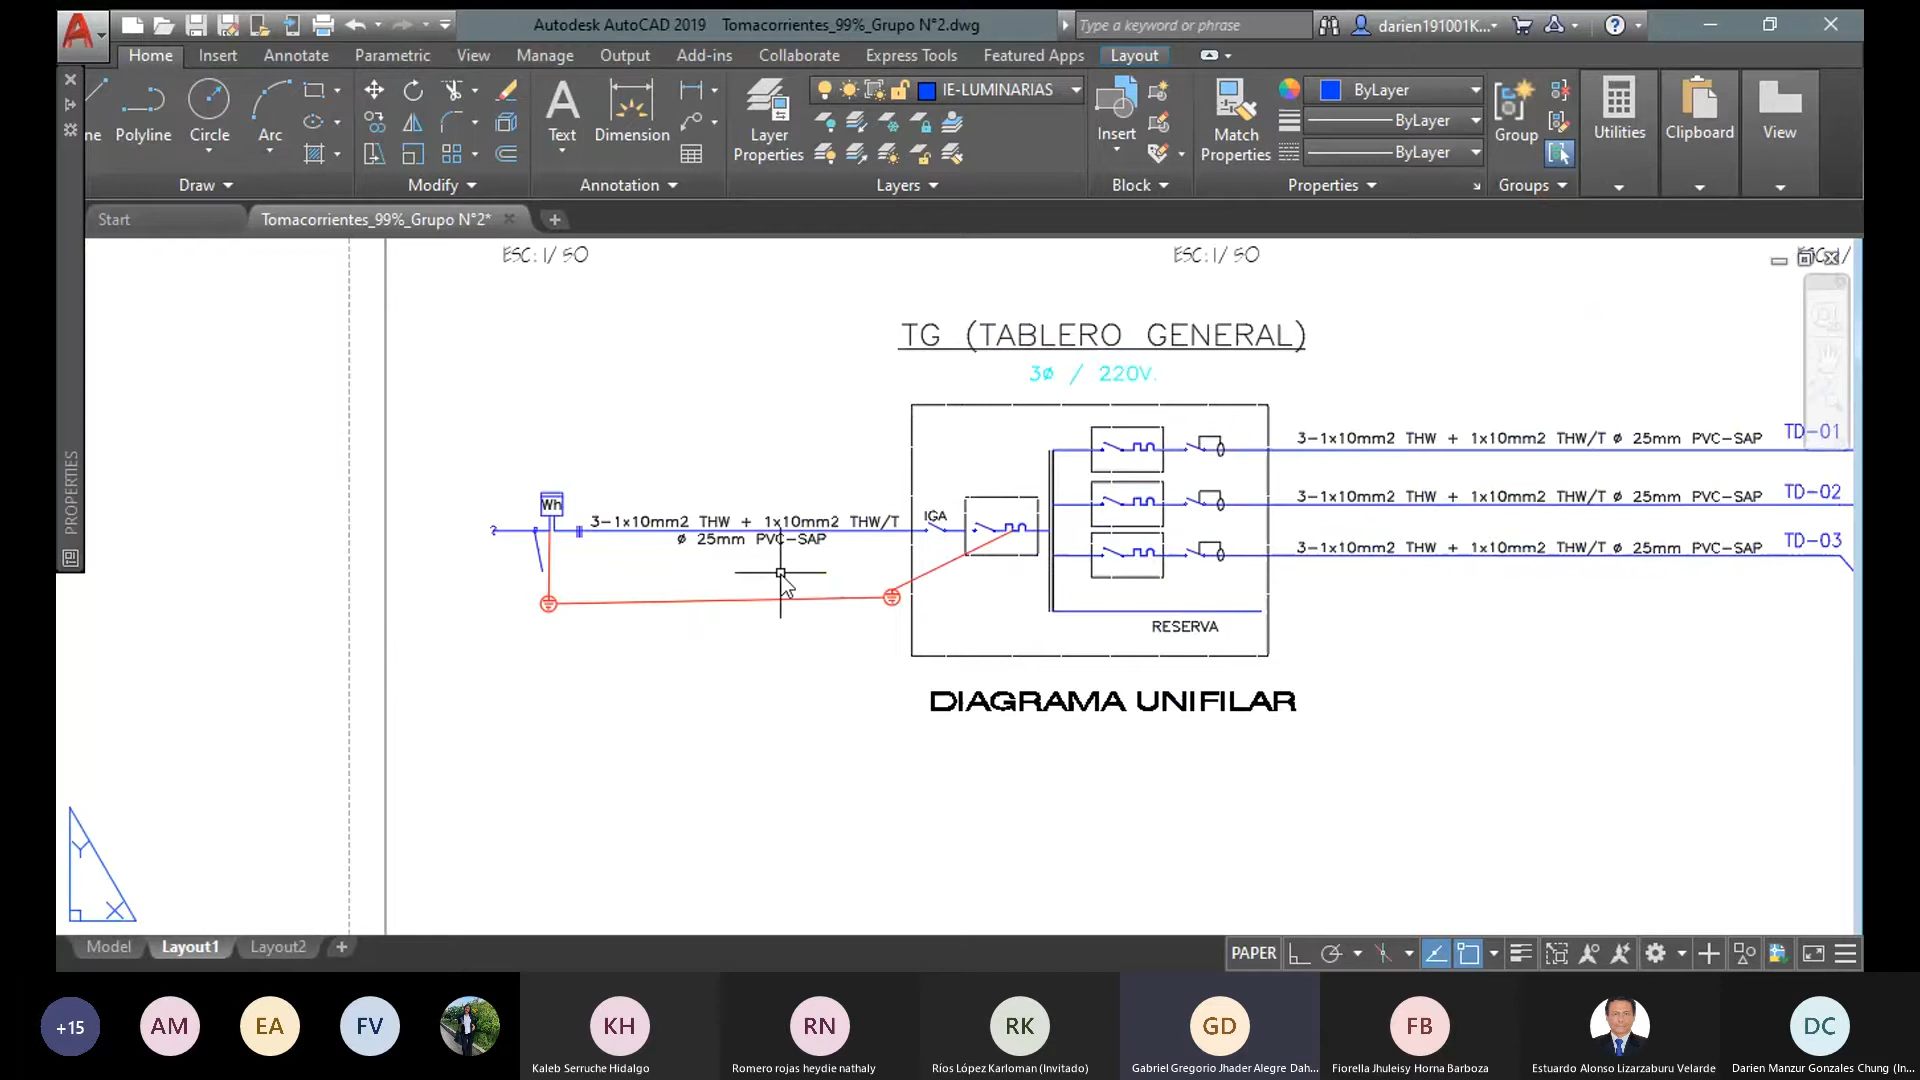 Autodesk AutoCAD 2019 Tomacorrientes_99%_Grupo N°2.dwg
Type a keyword or phrase
darien191001K...
Home Insert Annotate Parametric View Manage Output Add-ins Collaborate Express Tools Featured Apps Layout
ne Polyline Circle Arc
Text Dimension
Layer Properties
IE-LUMINARIAS
Insert
Match Properties
ByLayer
ByLayer
ByLayer
Group
Utilities
Clipboard
View
Draw Modify Annotation Layers Block Properties Groups
Start Tomacorrientes_99%_Grupo N°2*
ESC: 1/ 50
ESC: 1/ 50
TG (TABLERO GENERAL)
3ø / 220V.
3-1x10mm2 THW + 1x10mm2 THW/T ø 25mm PVC-SAP TD-01
3-1x10mm2 THW + 1x10mm2 THW/T ø 25mm PVC-SAP TD-02
3-1x10mm2 THW + 1x10mm2 THW/T ø 25mm PVC-SAP TD-03
Wh
3-1x10mm2 THW + 1x10mm2 THW/T
ø 25mm PVC-SAP
IGA
RESERVA
DIAGRAMA UNIFILAR
PROPERTIES
Y
X
Model Layout1 Layout2
PAPER
+15 AM EA FV KH RN RK GD FB DC
Kaleb Serruche Hidalgo
Romero rojas heydie nathaly
Ríos López Karloman (Invitado)
Gabriel Gregorio Jhader Alegre Dah...
Fiorella Jhuleisy Horna Barboza
Estuardo Alonso Lizarzaburu Velarde
Darien Manzur Gonzales Chung (In...